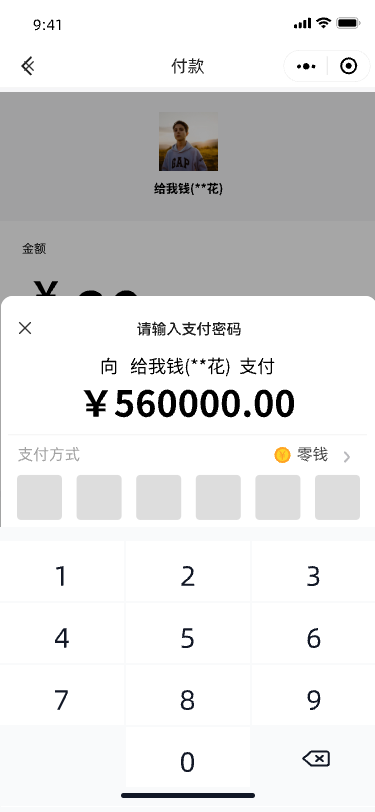 9:41
付款
GAP
给我钱(**花)
金额
请输入支付密码
向 给我钱(**花) 支付
￥560000.00
支付方式 零钱
1 2 3
4 5 6
7 8 9
0